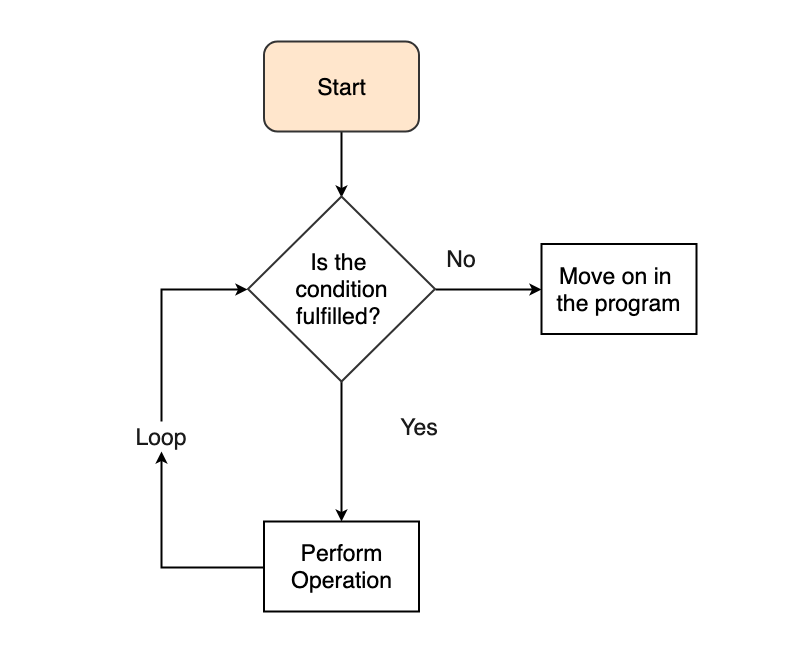 Start
Is the
condition
fulfilled?
No
Move on in
the program
Yes
Loop
Perform
Operation